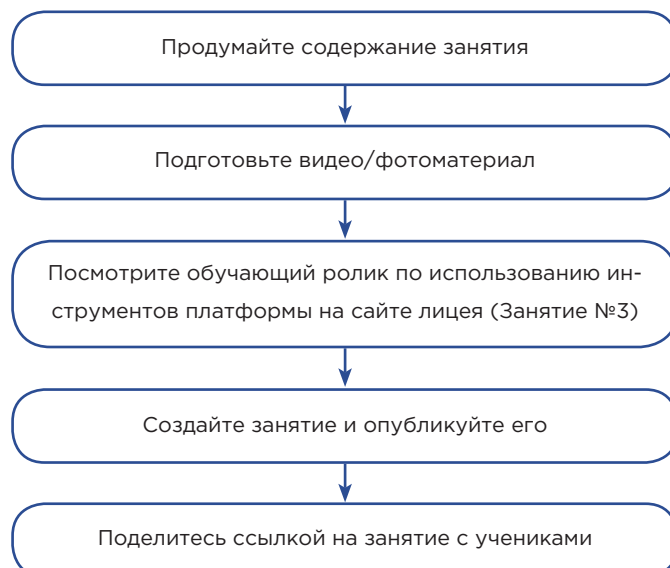 Продумайте содержание занятия
Подготовьте видео/фотоматериал
Посмотрите обучающий ролик по использованию ин-
струментов платформы на сайте лицея (Занятие №3)
Создайте занятие и опубликуйте его
Поделитесь ссылкой на занятие с учениками